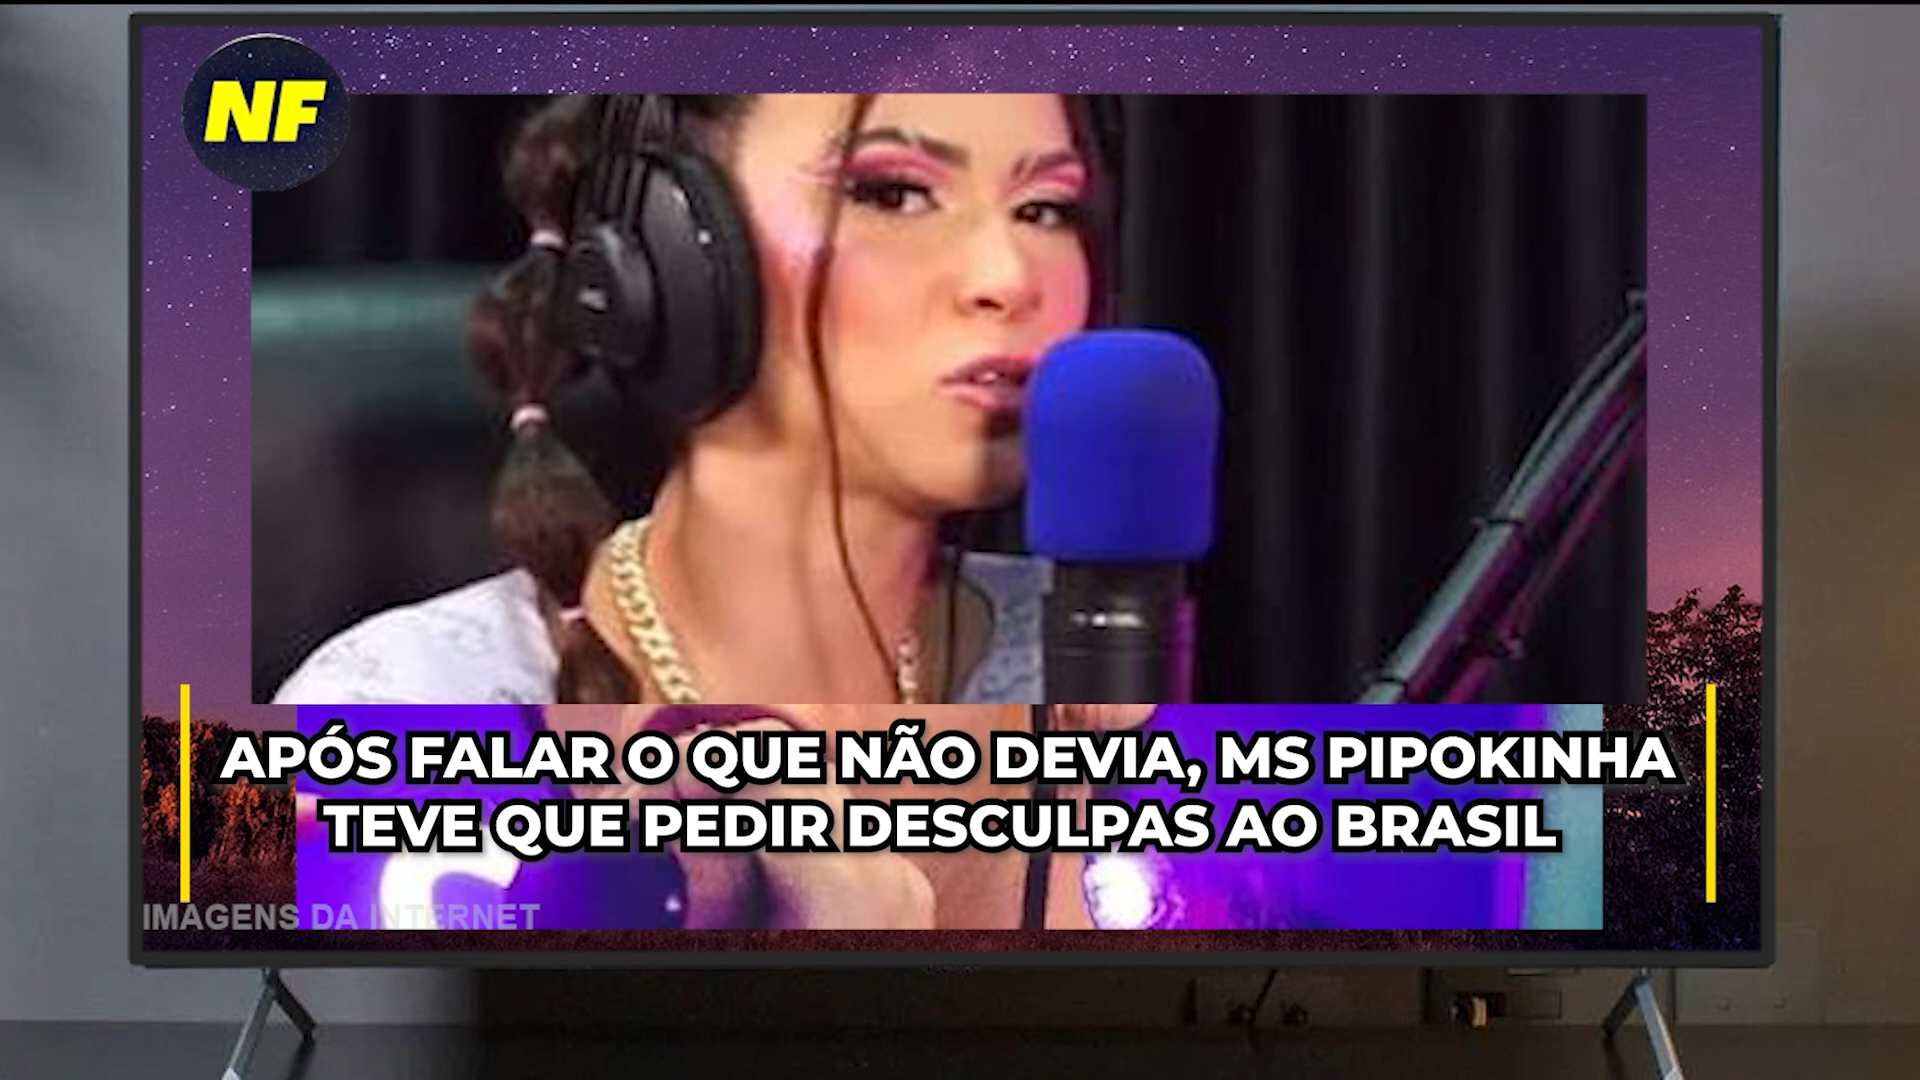 NF
APÓS FALAR O QUE NÃO DEVIA, MS PIPOKINHA
TEVE QUE PEDIR DESCULPAS AO BRASIL
IMAGENS DA INTERNET